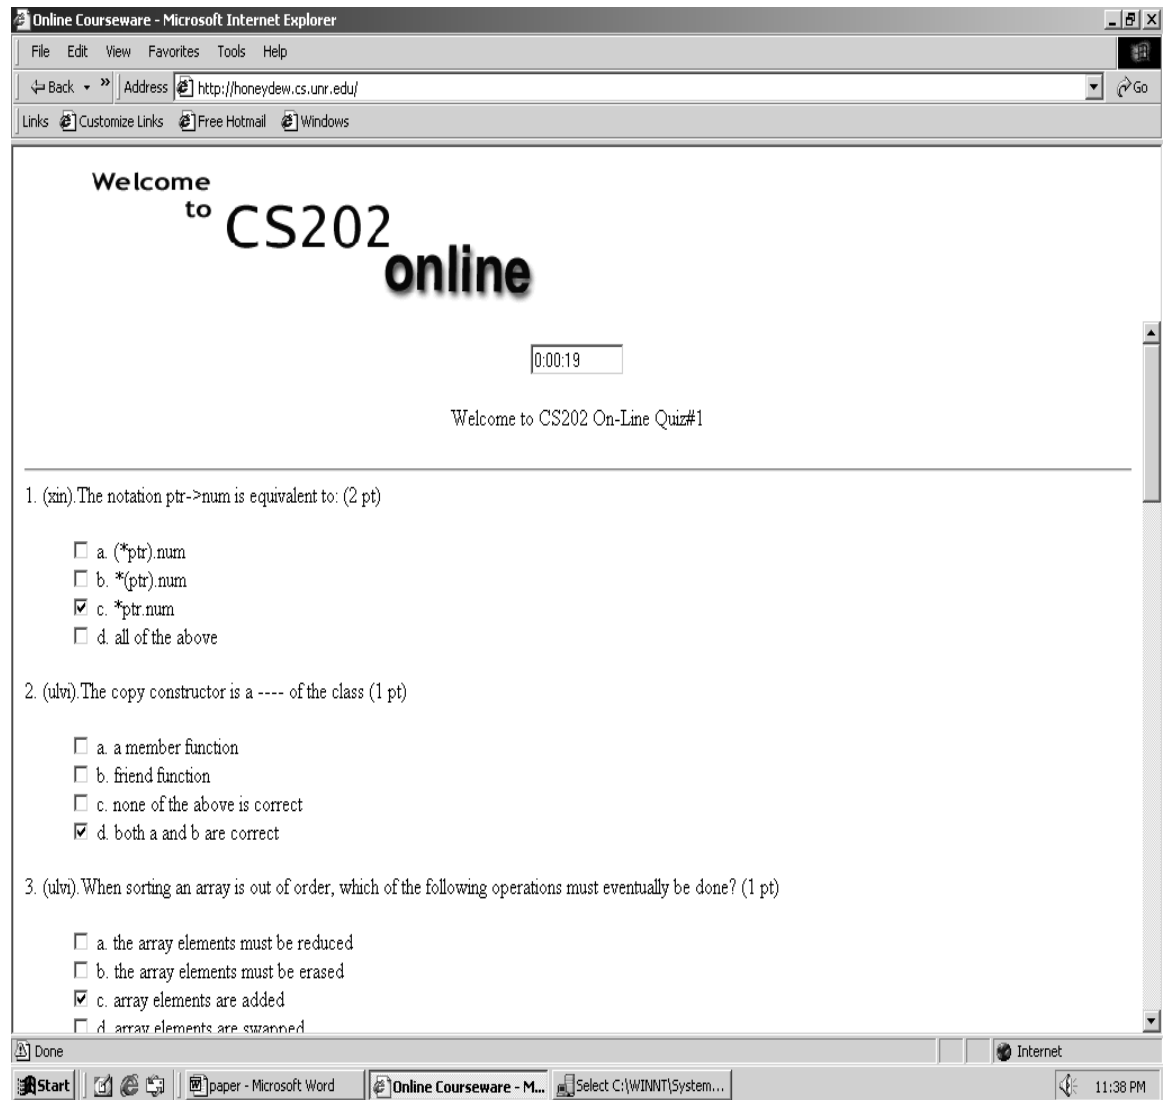 Online Courseware - Microsoft Internet Explorer
File Edit View Favorites Tools Help
Back » Address http://honeydew.cs.unr.edu/ Go
Links Customize Links Free Hotmail Windows
Welcome
to CS202
online
0:00:19
Welcome to CS202 On-Line Quiz#1
1. (xin).The notation ptr->num is equivalent to: (2 pt)
a. (*ptr).num
b. *(ptr).num
c. *ptr.num
d. all of the above
2. (ulvi).The copy constructor is a ---- of the class (1 pt)
a. a member function
b. friend function
c. none of the above is correct
d. both a and b are correct
3. (ulvi).When sorting an array is out of order, which of the following operations must eventually be done? (1 pt)
a. the array elements must be reduced
b. the array elements must be erased
c. array elements are added
d. array elements are swapped
Done Internet
Start paper - Microsoft Word Online Courseware - M... Select C:\WINNT\System... 11:38 PM